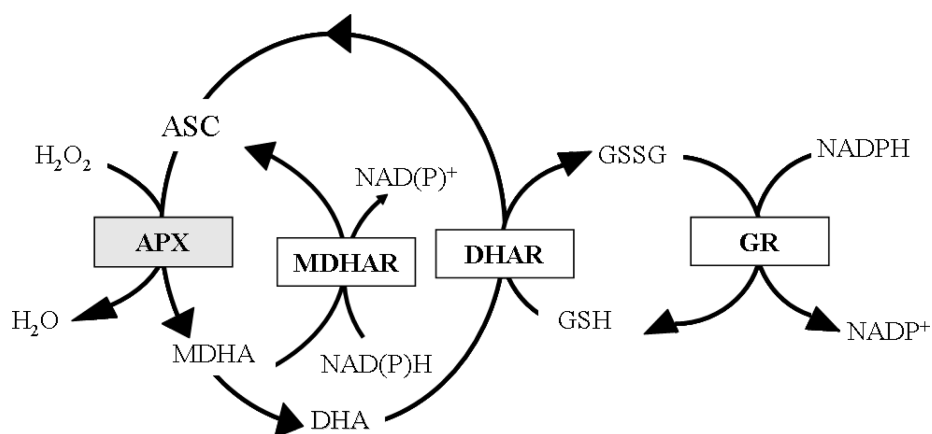 ASC
H₂O₂
GSSG
NADPH
NAD(P)⁺
APX
MDHAR
DHAR
GR
H₂O
MDHA
NAD(P)H
GSH
NADP⁺
DHA